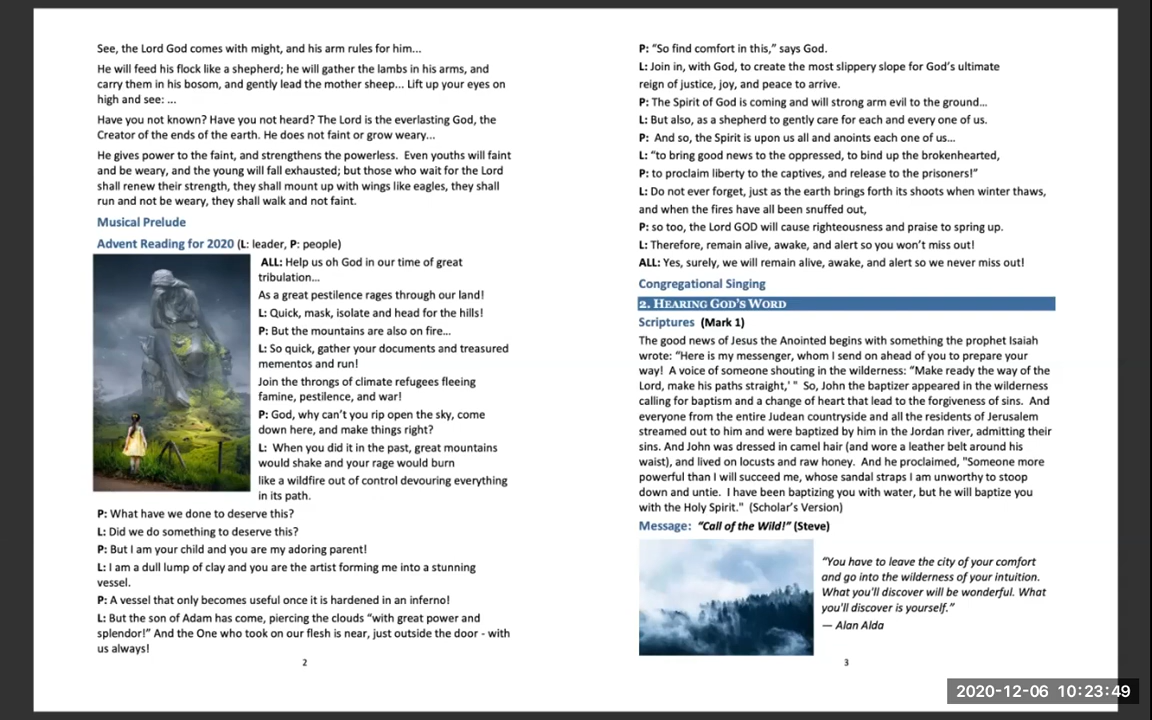 See, the Lord God comes with might, and his arm rules for him...
He will feed his flock like a shepherd; he will gather the lambs in his arms, and
carry them in his bosom, and gently lead the mother sheep... Lift up your eyes on
high and see: ...
Have you not known? Have you not heard? The Lord is the everlasting God, the
Creator of the ends of the earth. He does not faint or grow weary...
He gives power to the faint, and strengthens the powerless.  Even youths will faint
and be weary, and the young will fall exhausted; but those who wait for the Lord
shall renew their strength, they shall mount up with wings like eagles, they shall
run and not be weary, they shall walk and not faint.
Musical Prelude
Advent Reading for 2020 (L: leader, P: people)
ALL: Help us oh God in our time of great
tribulation...
As a great pestilence rages through our land!
L: Quick, mask, isolate and head for the hills!
P: But the mountains are also on fire...
L: So quick, gather your documents and treasured
mementos and run!
Join the throngs of climate refugees fleeing
famine, pestilence, and war!
P: God, why can't you rip open the sky, come
down here, and make things right?
L:  When you did it in the past, great mountains
would shake and your rage would burn
like a wildfire out of control devouring everything
in its path.
P: What have we done to deserve this?
L: Did we do something to deserve this?
P: But I am your child and you are my adoring parent!
L: I am a dull lump of clay and you are the artist forming me into a stunning
vessel.
P: A vessel that only becomes useful once it is hardened in an inferno!
L: But the son of Adam has come, piercing the clouds "with great power and
splendor!" And the One who took on our flesh is near, just outside the door - with
us always!
2
P: "So find comfort in this," says God.
L: Join in, with God, to create the most slippery slope for God's ultimate
reign of justice, joy, and peace to arrive.
P: The Spirit of God is coming and will strong arm evil to the ground...
L: But also, as a shepherd to gently care for each and every one of us.
P:  And so, the Spirit is upon us all and anoints each one of us...
L: "to bring good news to the oppressed, to bind up the brokenhearted,
P: to proclaim liberty to the captives, and release to the prisoners!"
L: Do not ever forget, just as the earth brings forth its shoots when winter thaws,
and when the fires have all been snuffed out,
P: so too, the Lord GOD will cause righteousness and praise to spring up.
L: Therefore, remain alive, awake, and alert so you won't miss out!
ALL: Yes, surely, we will remain alive, awake, and alert so we never miss out!
Congregational Singing
2. HEARING GOD'S WORD
Scriptures  (Mark 1)
The good news of Jesus the Anointed begins with something the prophet Isaiah
wrote: "Here is my messenger, whom I send on ahead of you to prepare your
way!  A voice of someone shouting in the wilderness: "Make ready the way of the
Lord, make his paths straight,' "  So, John the baptizer appeared in the wilderness
calling for baptism and a change of heart that lead to the forgiveness of sins.  And
everyone from the entire Judean countryside and all the residents of Jerusalem
streamed out to him and were baptized by him in the Jordan river, admitting their
sins. And John was dressed in camel hair (and wore a leather belt around his
waist), and lived on locusts and raw honey.  And he proclaimed, "Someone more
powerful than I will succeed me, whose sandal straps I am unworthy to stoop
down and untie.  I have been baptizing you with water, but he will baptize you
with the Holy Spirit."  (Scholar's Version)
Message:  "Call of the Wild!" (Steve)
"You have to leave the city of your comfort
and go into the wilderness of your intuition.
What you'll discover will be wonderful. What
you'll discover is yourself."
— Alan Alda
3
2020-12-06  10:23:49